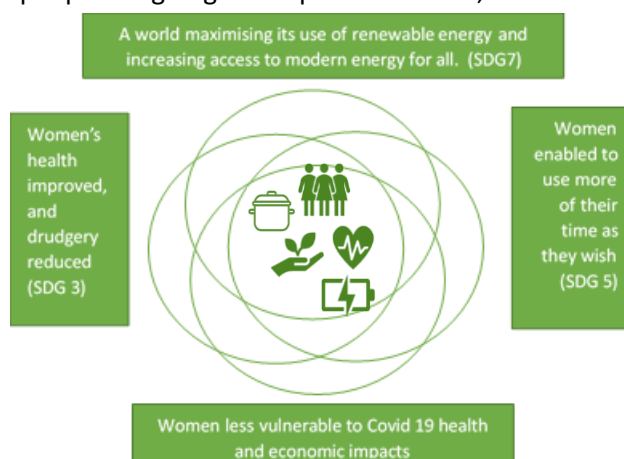 A world maximising its use of renewable energy and
increasing access to modern energy for all.  (SDG7)
Women's
health
improved,
and
drudgery
reduced
(SDG 3)
Women
enabled to
use more
of their
time as
they wish
(SDG 5)
Women less vulnerable to Covid 19 health
and economic impacts